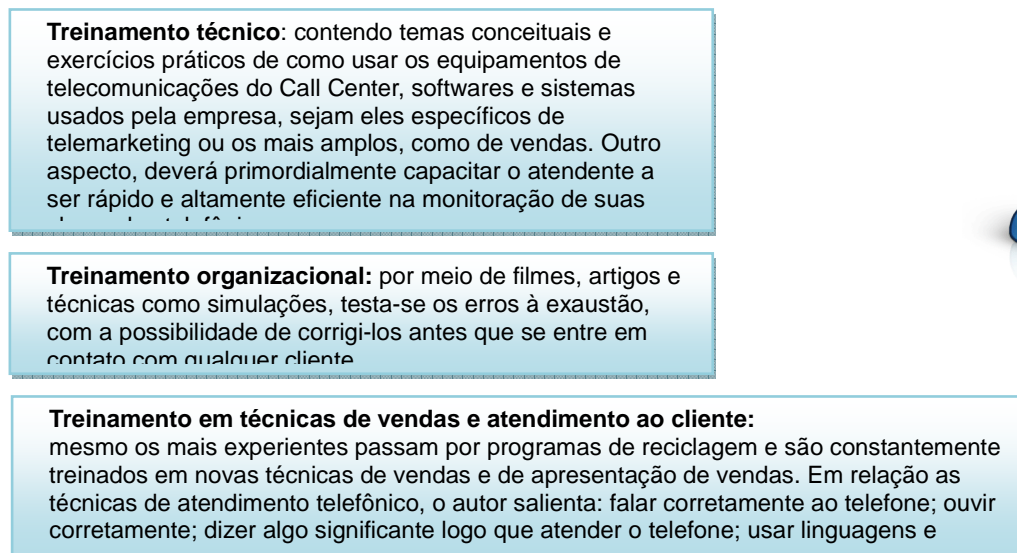 Treinamento técnico: contendo temas conceituais e
exercícios práticos de como usar os equipamentos de
telecomunicações do Call Center, softwares e sistemas
usados pela empresa, sejam eles específicos de
telemarketing ou os mais amplos, como de vendas. Outro
aspecto, deverá primordialmente capacitar o atendente a
ser rápido e altamente eficiente na monitoração de suas
Treinamento organizacional: por meio de filmes, artigos e
técnicas como simulações, testa-se os erros à exaustão,
com a possibilidade de corrigi-los antes que se entre em
contato com qualquer cliente
Treinamento em técnicas de vendas e atendimento ao cliente:
mesmo os mais experientes passam por programas de reciclagem e são constantemente
treinados em novas técnicas de vendas e de apresentação de vendas. Em relação as
técnicas de atendimento telefônico, o autor salienta: falar corretamente ao telefone; ouvir
corretamente; dizer algo significante logo que atender o telefone; usar linguagens e